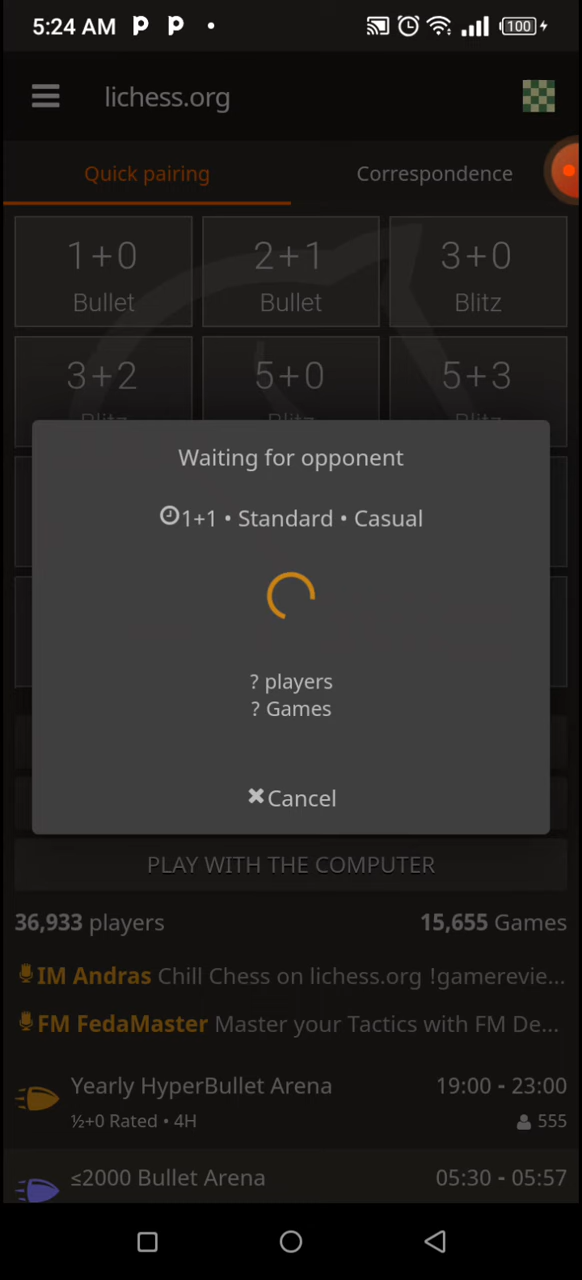 5:24 AM
100
lichess.org
Quick pairing Correspondence
1+0 2+1 3+0
Bullet Bullet Blitz
3+2 5+0 5+3
Blitz Blitz Blitz
Waiting for opponent
1+1 • Standard • Casual
? players
? Games
Cancel
PLAY WITH THE COMPUTER
36,933 players 15,655 Games
IM Andras Chill Chess on lichess.org !gamerevie...
FM FedaMaster Master your Tactics with FM De...
Yearly HyperBullet Arena 19:00 - 23:00
½+0 Rated • 4H 555
≤2000 Bullet Arena 05:30 - 05:57